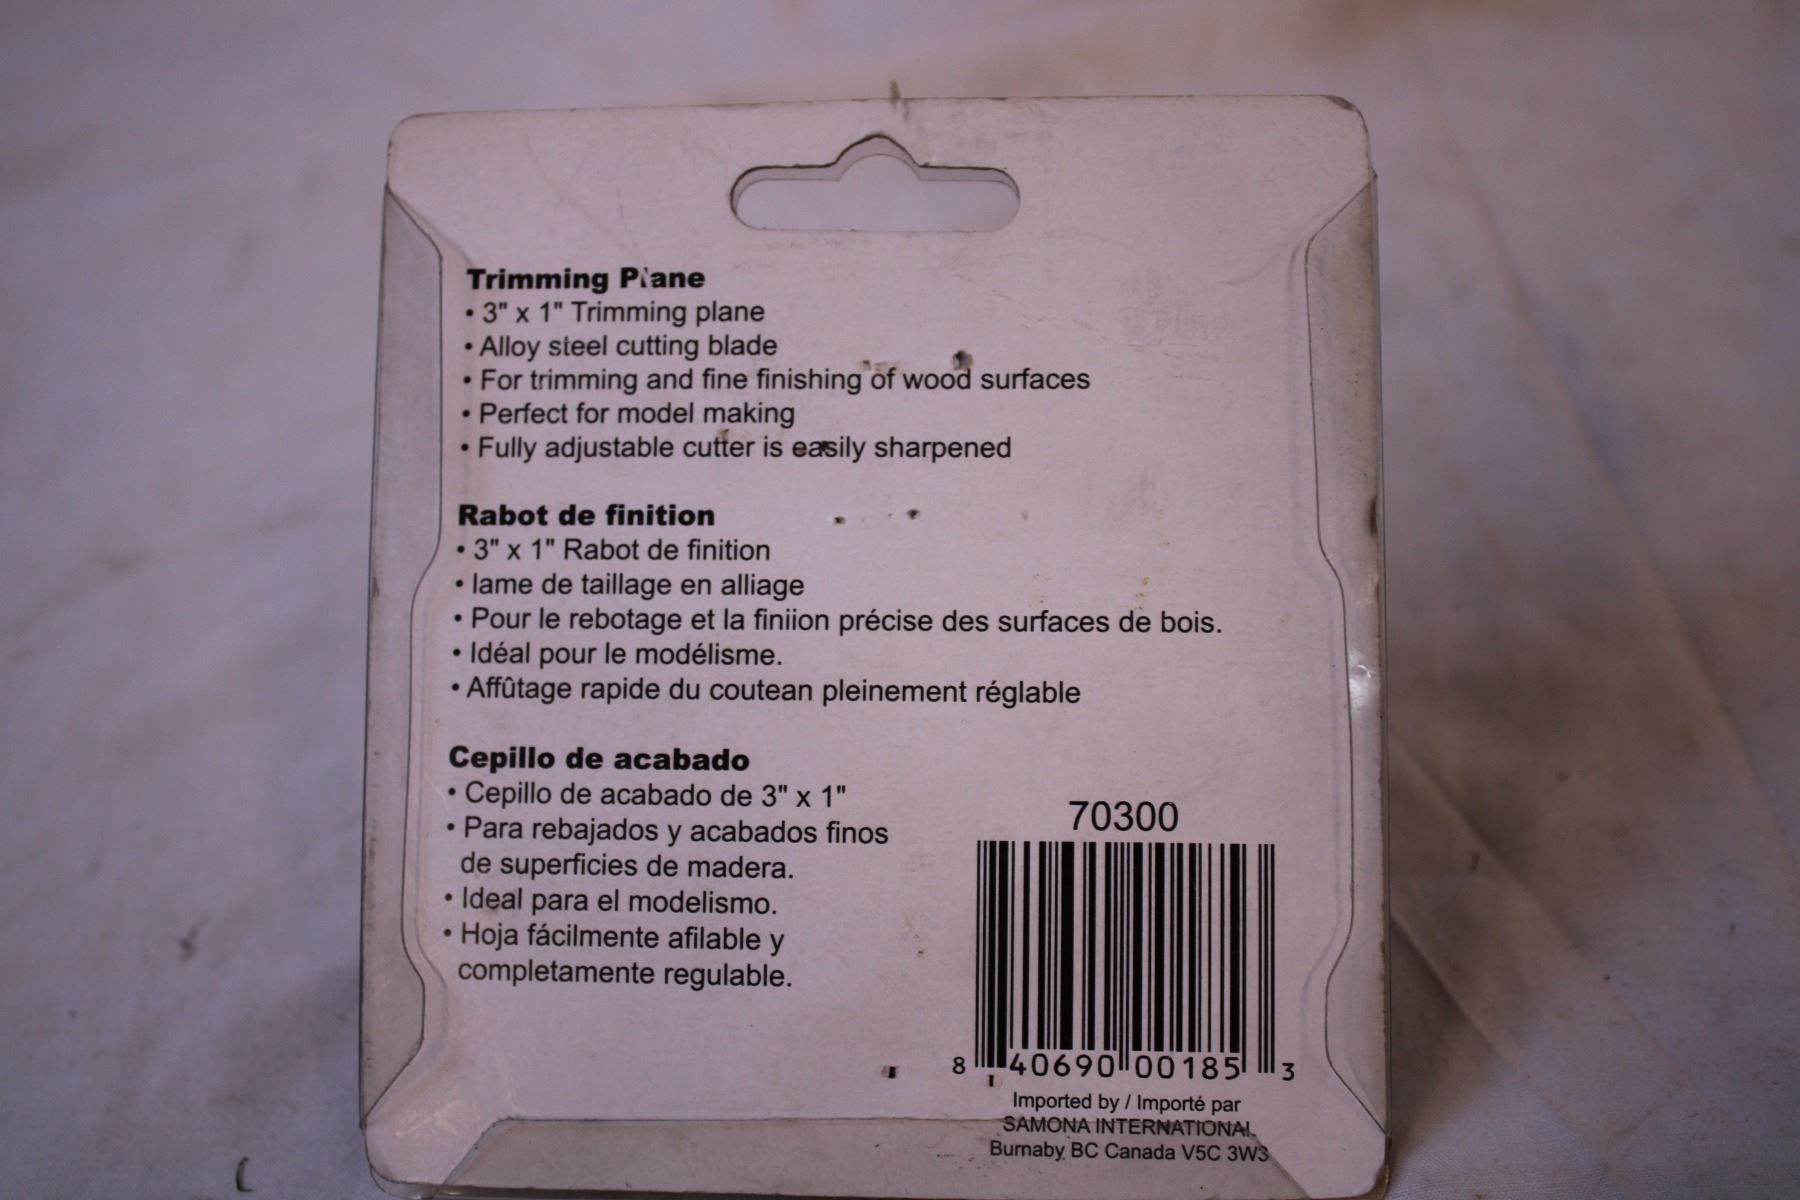 Trimming Plane
• 3" x 1" Trimming plane
• Alloy steel cutting blade
• For trimming and fine finishing of wood surfaces
• Perfect for model making
• Fully adjustable cutter is easily sharpened
Rabot de finition
• 3" x 1" Rabot de finition
• lame de taillage en alliage
• Pour le rebotage et la finiion précise des surfaces de bois.
• Idéal pour le modélisme.
• Affûtage rapide du coutean pleinement réglable
Cepillo de acabado
• Cepillo de acabado de 3" x 1"
• Para rebajados y acabados finos
de superficies de madera.
• Ideal para el modelismo.
• Hoja fácilmente afilable y
completamente regulable.
70300
8 40690 00185 3
Imported by / Importé par
SAMONA INTERNATIONAL
Burnaby BC Canada V5C 3W3